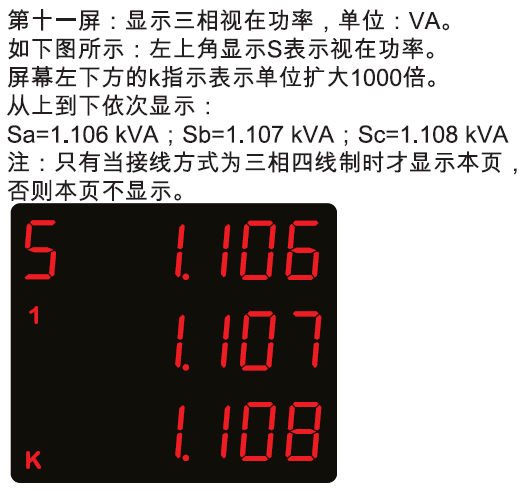 第十一屏：显示三相视在功率，单位：VA。
如下图所示：左上角显示S表示视在功率。
屏幕左下方的k指示表示单位扩大1000倍。
从上到下依次显示：
Sa=1.106 kVA；Sb=1.107 kVA；Sc=1.108 kVA
注：只有当接线方式为三相四线制时才显示本页，
否则本页不显示。
S 1.106
1
1.107
1.108
K